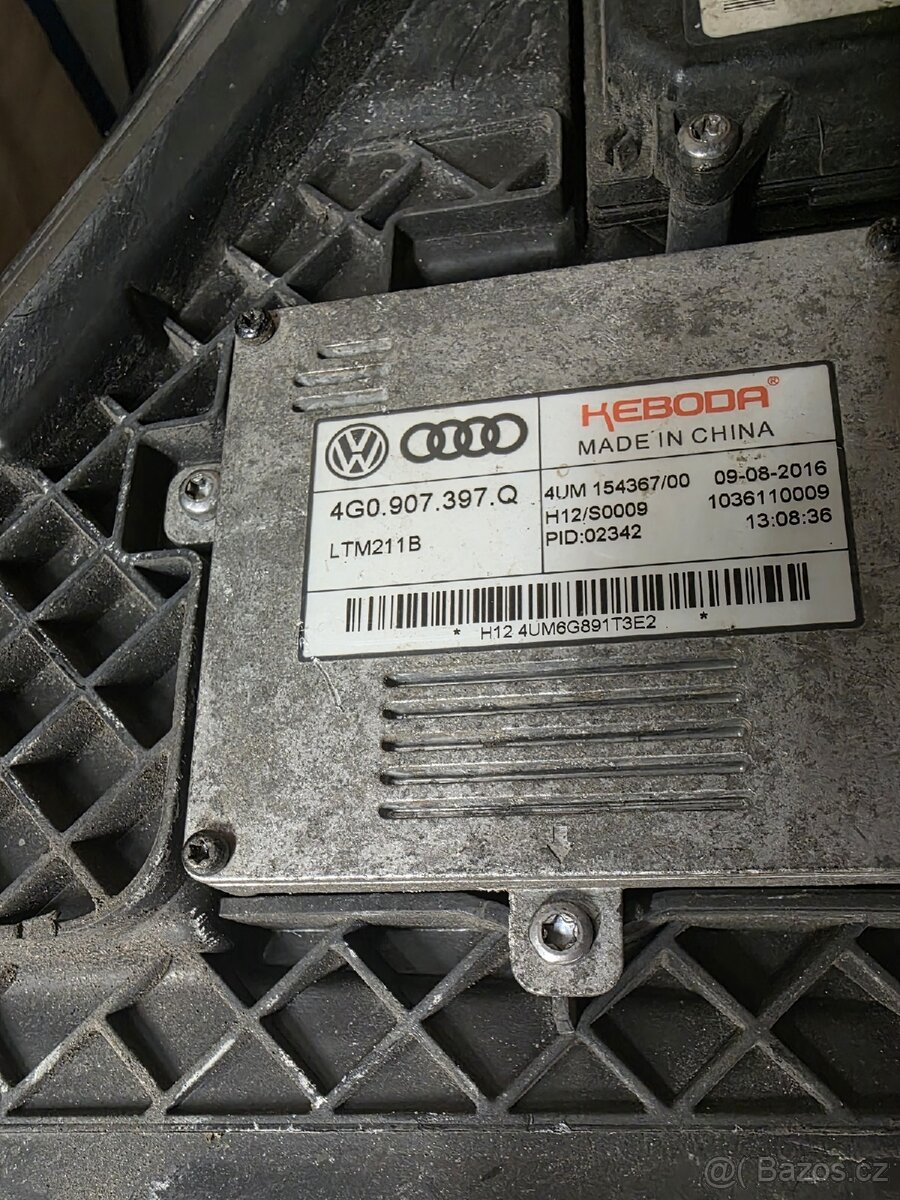 KEBODA®
MADE IN CHINA
4G0.907.397.Q
LTM211B
4UM 154367/00 09-08-2016
H12/S0009 1036110009
PID:02342 13:08:36
* H12 4UM6G891T3E2 *
@( Bazos.cz